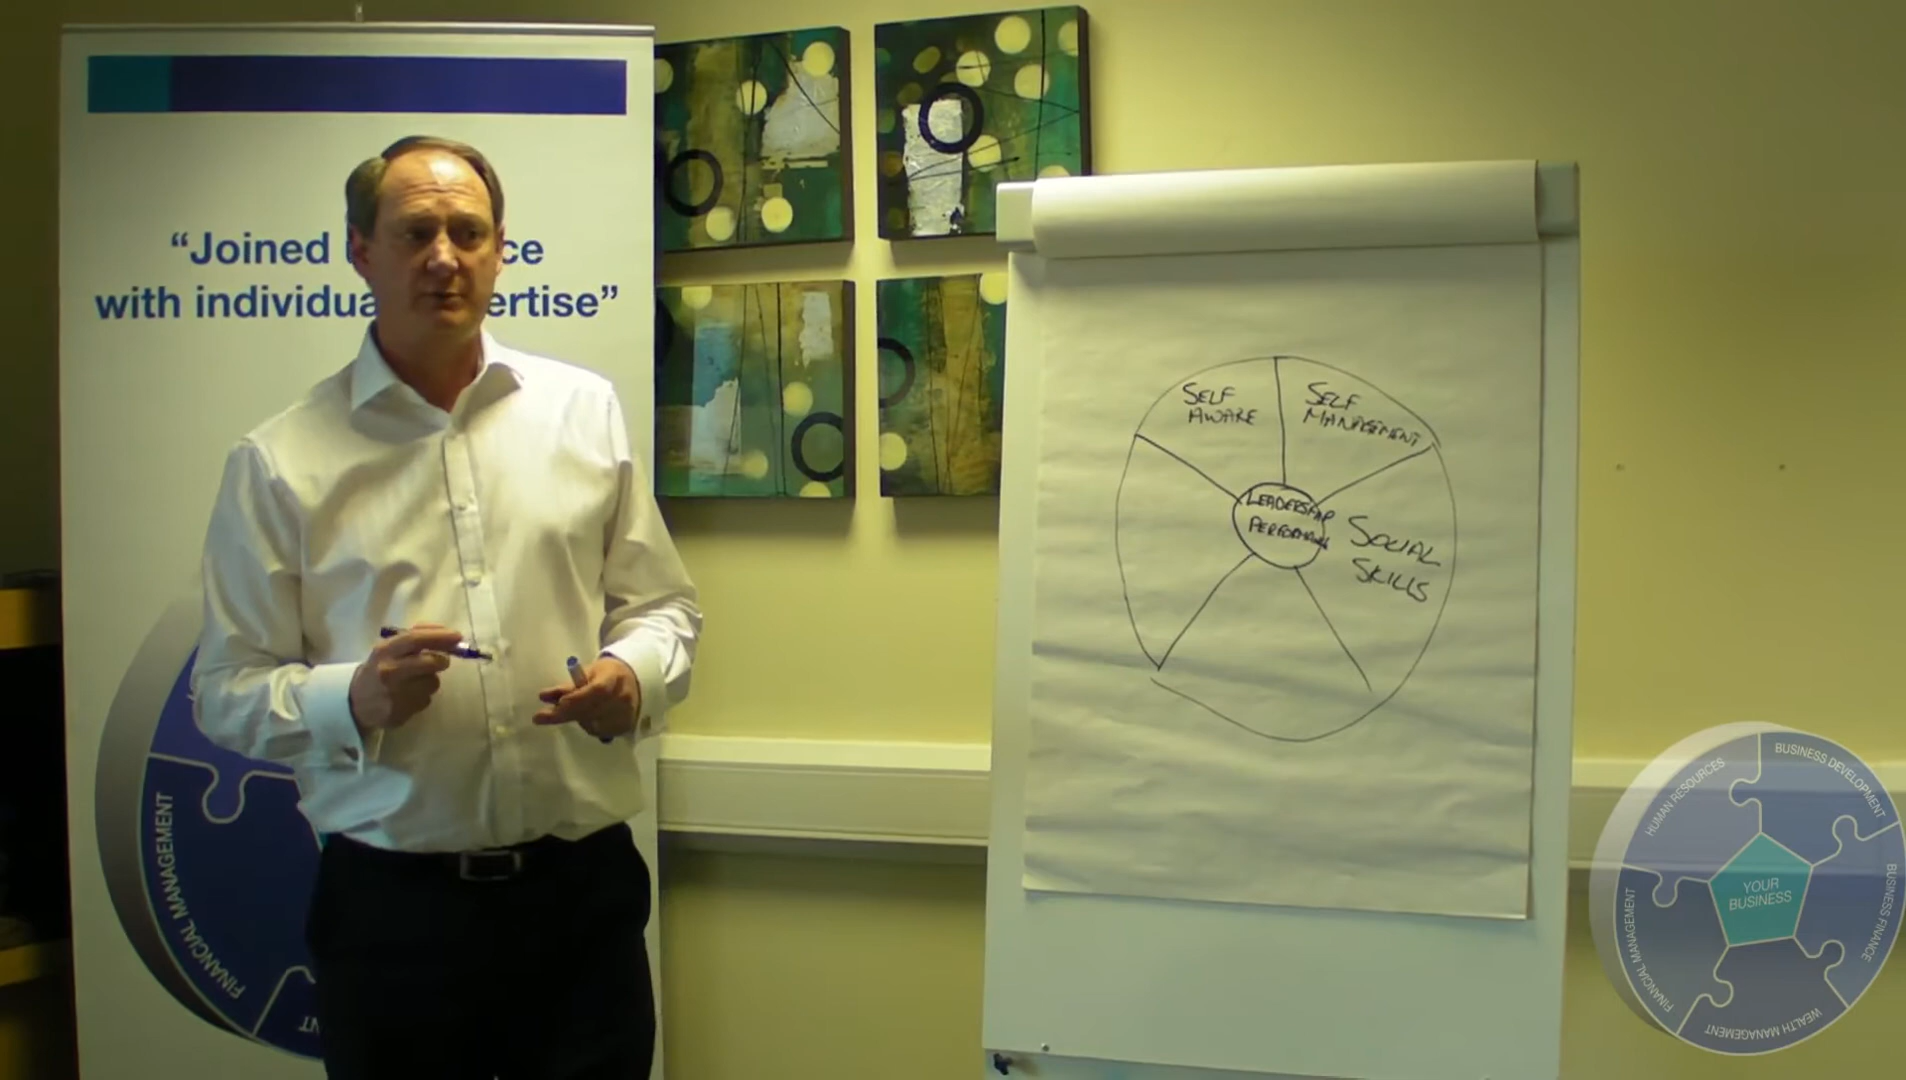 “Joined
ce
with individua ertise”
FINANCIAL MANAGEMENT
SELF
AWARE
SELF
MANAGEMENT
LEADERSHIP
SOCIAL
SKILLS
HUMAN RESOURCES
BUSINESS DEVELOPMENT
BUSINESS FINANCE
WEALTH MANAGEMENT
FINANCIAL MANAGEMENT
YOUR
BUSINESS